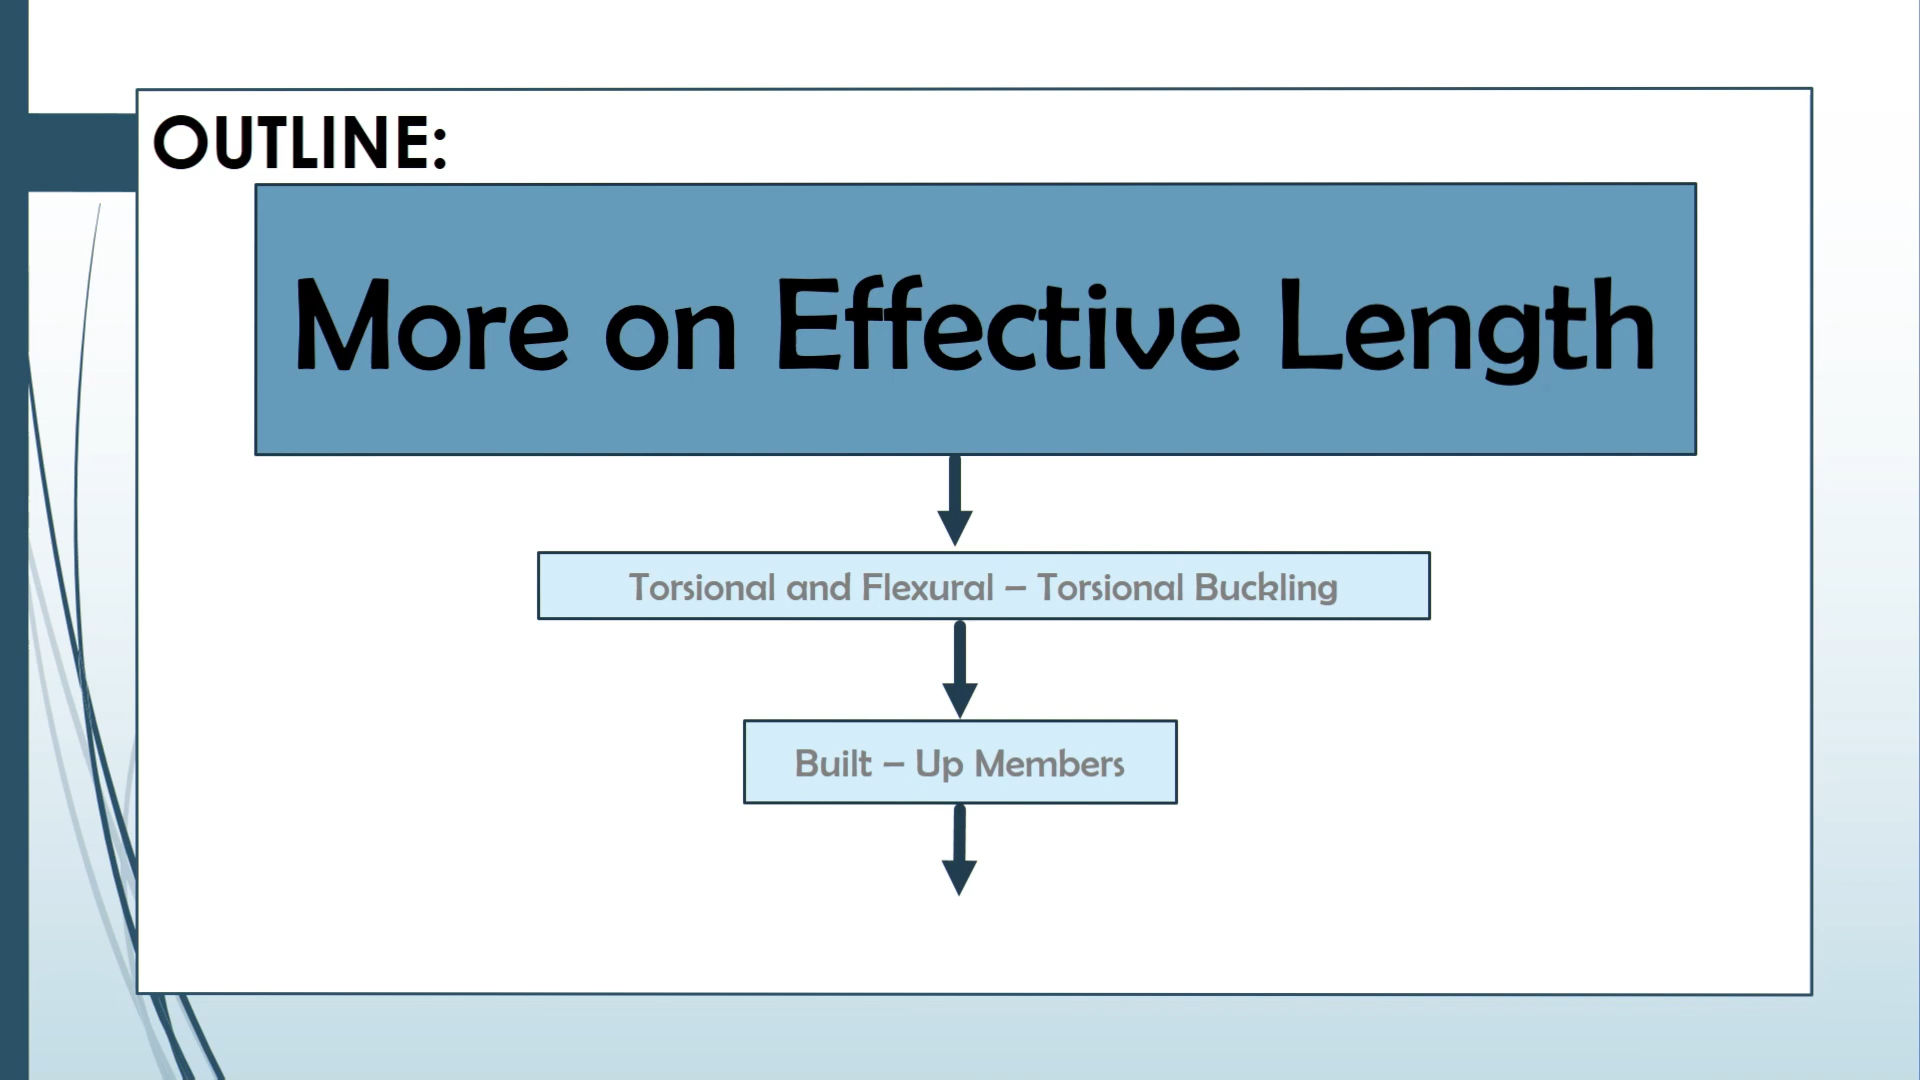 OUTLINE:
More on Effective Length
Torsional and Flexural – Torsional Buckling
Built – Up Members